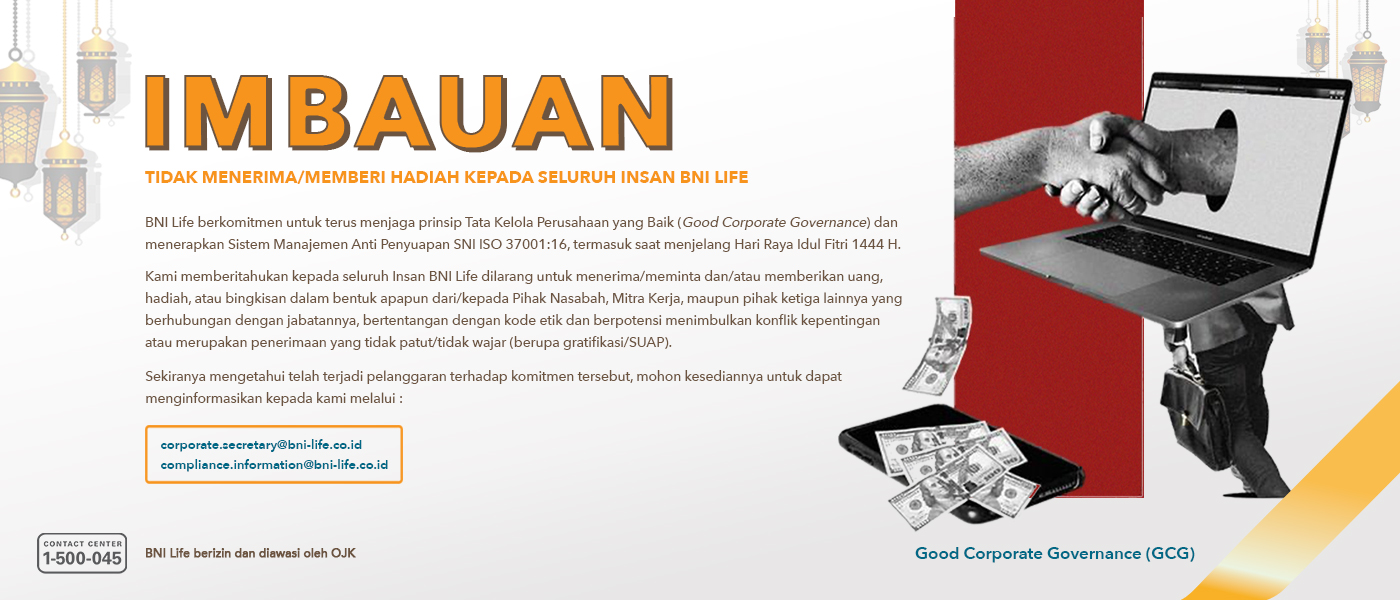 IMBAUAN
TIDAK MENERIMA/MEMBERI HADIAH KEPADA SELURUH INSAN BNI LIFE
BNI Life berkomitmen untuk terus menjaga prinsip Tata Kelola Perusahaan yang Baik (Good Corporate Governance) dan
menerapkan Sistem Manajemen Anti Penyuapan SNI ISO 37001:16, termasuk saat menjelang Hari Raya Idul Fitri 1444 H.
Kami memberitahukan kepada seluruh Insan BNI Life dilarang untuk menerima/meminta dan/atau memberikan uang,
hadiah, atau bingkisan dalam bentuk apapun dari/kepada Pihak Nasabah, Mitra Kerja, maupun pihak ketiga lainnya yang
berhubungan dengan jabatannya, bertentangan dengan kode etik dan berpotensi menimbulkan konflik kepentingan
atau merupakan penerimaan yang tidak patut/tidak wajar (berupa gratifikasi/SUAP).
Sekiranya mengetahui telah terjadi pelanggaran terhadap komitmen tersebut, mohon kesediannya untuk dapat
menginformasikan kepada kami melalui :
corporate.secretary@bni-life.co.id
compliance.information@bni-life.co.id
CONTACT CENTER
1-500-045
BNI Life berizin dan diawasi oleh OJK
Good Corporate Governance (GCG)